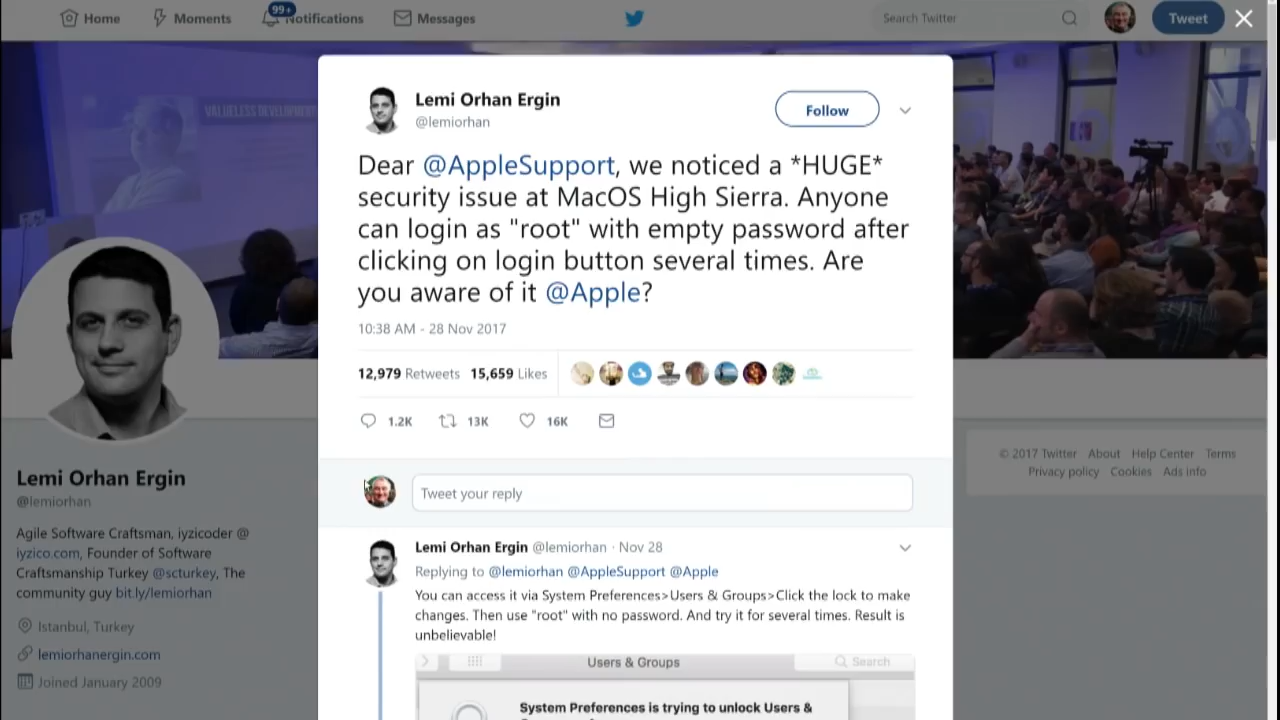 Home
Moments
99+
Notifications
Messages
Search Twitter
Tweet
Lemi Orhan Ergin
@lemiorhan
Follow
Dear @AppleSupport, we noticed a *HUGE*
security issue at MacOS High Sierra. Anyone
can login as "root" with empty password after
clicking on login button several times. Are
you aware of it @Apple?
10:38 AM - 28 Nov 2017
12,979 Retweets 15,659 Likes
1.2K 13K 16K
Tweet your reply
Lemi Orhan Ergin @lemiorhan · Nov 28
Replying to @lemiorhan @AppleSupport @Apple
You can access it via System Preferences>Users & Groups>Click the lock to make
changes. Then use "root" with no password. And try it for several times. Result is
unbelievable!
Users & Groups
Search
System Preferences is trying to unlock Users &
Lemi Orhan Ergin
@lemiorhan
Agile Software Craftsman, iyzicoder @
iyzico.com, Founder of Software
Craftsmanship Turkey @scturkey, The
community guy bit.ly/lemiorhan
Istanbul, Turkey
lemiorhanergin.com
Joined January 2009
© 2017 Twitter About Help Center Terms
Privacy policy Cookies Ads info